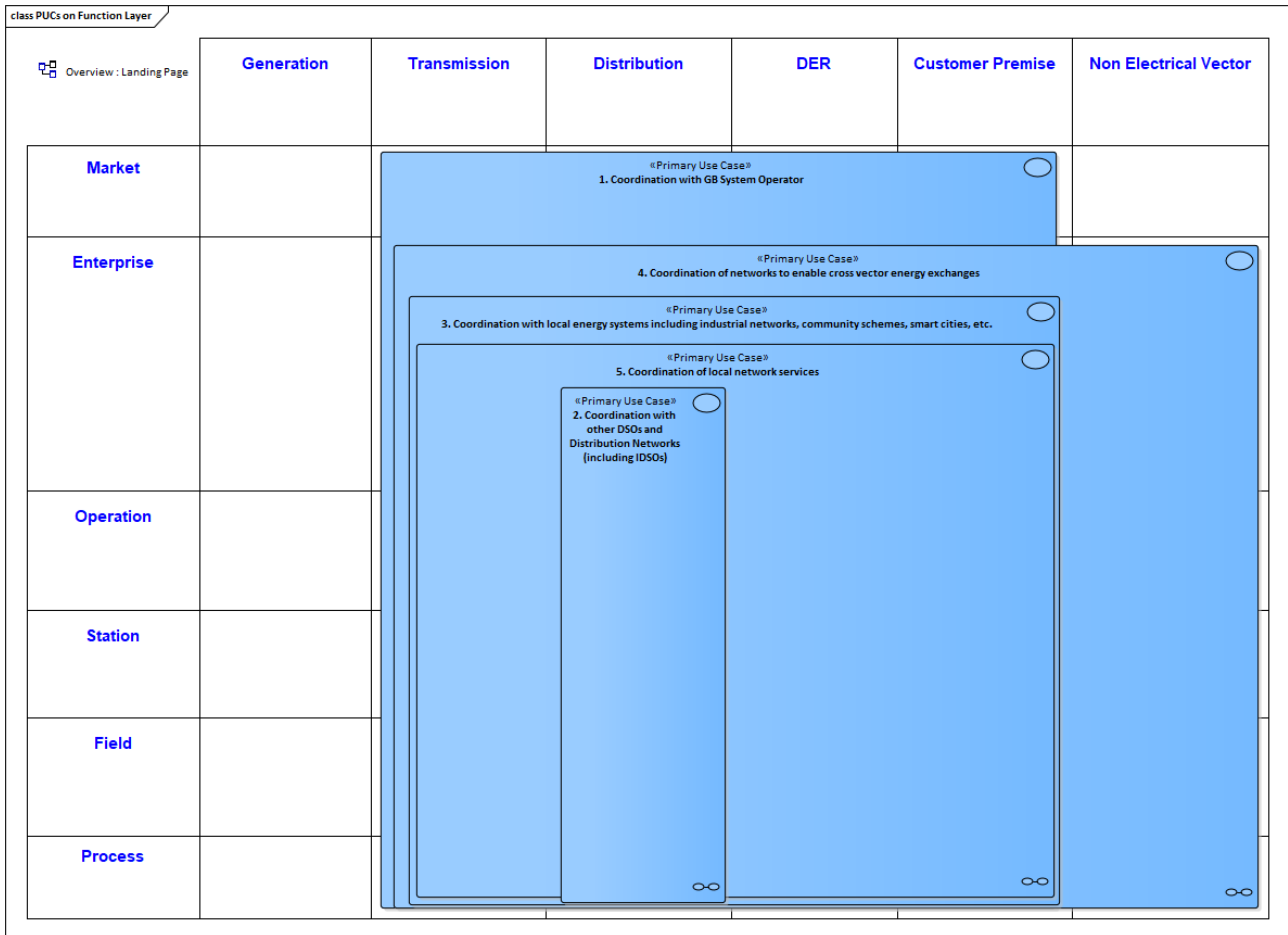 class PUCs on Function Layer
Overview : Landing Page
Generation
Transmission
Distribution
DER
Customer Premise
Non Electrical Vector
Market
«Primary Use Case»
1. Coordination with GB System Operator
Enterprise
«Primary Use Case»
4. Coordination of networks to enable cross vector energy exchanges
«Primary Use Case»
3. Coordination with local energy systems including industrial networks, community schemes, smart cities, etc.
«Primary Use Case»
5. Coordination of local network services
«Primary Use Case»
2. Coordination with
other DSOs and
Distribution Networks
(including IDSOs)
Operation
Station
Field
Process